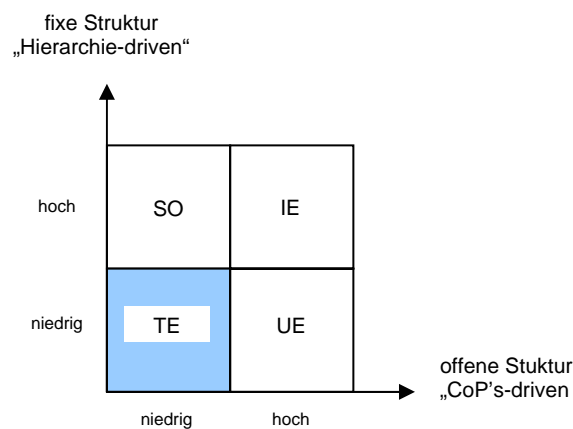 fixe Struktur
„Hierarchie-driven“
hoch
SO
IE
niedrig
TE
UE
offene Stuktur
„CoP's-driven
niedrig
hoch